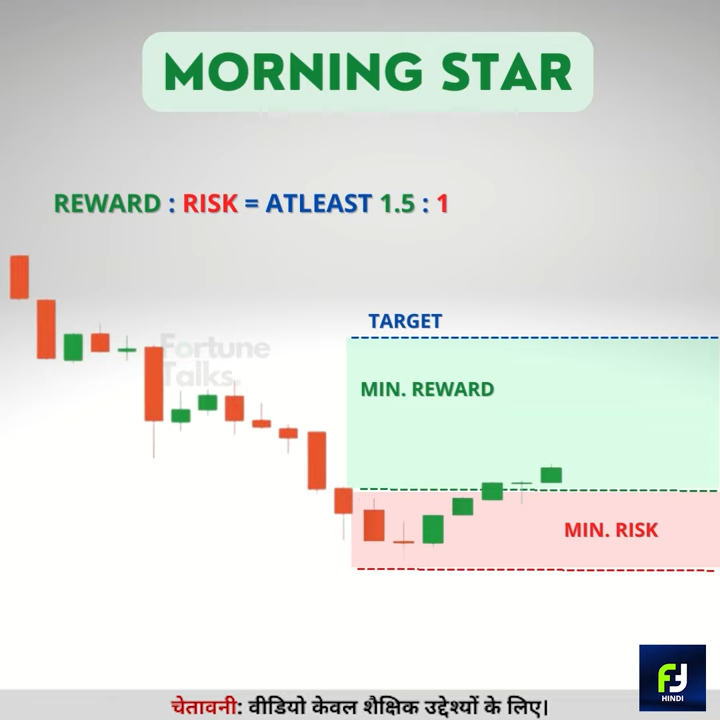 MORNING STAR
REWARD : RISK = ATLEAST 1.5 : 1
TARGET
Fortune
Talks.
MIN. REWARD
MIN. RISK
HINDI
चेतावनी: वीडियो केवल शैक्षिक उद्देश्यों के लिए।